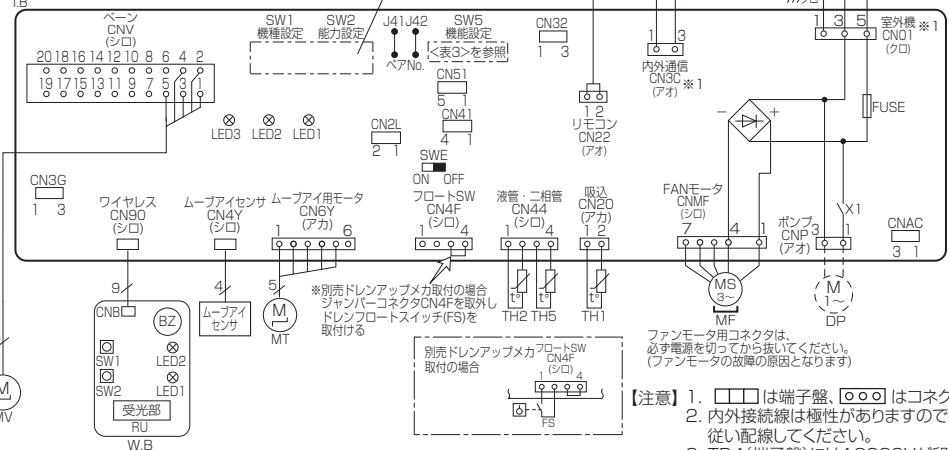 I.B
ベーン
CNV
(シロ)
20 18 16 14 12 10 8 6 4 2
19 17 15 13 11 9 7 5 3 1
SW1
機種設定
SW2
能力設定
J41 J42
ペアNo.
SW5
機能設定
<表3>を参照
CN32
1 3
1 3
内外通信
CN3C ※1
(アオ)
1 3 5
室外機 ※1
CN01
(クロ)
FUSE
LED3 LED2 LED1
CN51
5 1
CN41
4 1
CN2L
2 1
SWE
ON OFF
1 2
リモコン
CN22
(アオ)
− +
CN3G
1 3
ワイヤレス
CN90
(シロ)
ムーブアイセンサ
CN4Y
(シロ)
ムーブアイ用モータ
CN6Y
(アカ)
1 6
フロートSW
CN4F
(シロ)
1 4
液管・二相管
CN44
(シロ)
1 4
吸込
CN20
(アカ)
1 2
FANモータ
CNMF
(シロ)
7 4 1
X1
ポンプ
CNP
(アオ)
3 1
CNAC
3 1
※別売ドレンアップメカ取付の場合
ジャンパーコネクタCN4Fを取外し
ドレンフロートスイッチ(FS)を
取付ける
9
CNB
BZ
SW1
LED2
SW2
LED1
受光部
RU
W.B
4
ムーブアイ
センサ
5
M
MT
t° t° t°
TH2 TH5 TH1
MS
3〜
MF
M
1〜
DP
M
MV
ファンモータ用コネクタは、
必ず電源を切ってから抜いてください。
(ファンモータの故障の原因となります)
別売ドレンアップメカ
取付の場合
フロートSW
CN4F
(シロ)
1 4
FS
【注意】1. は端子盤、 はコネク
2. 内外接続線は極性がありますので
従い配線してください。